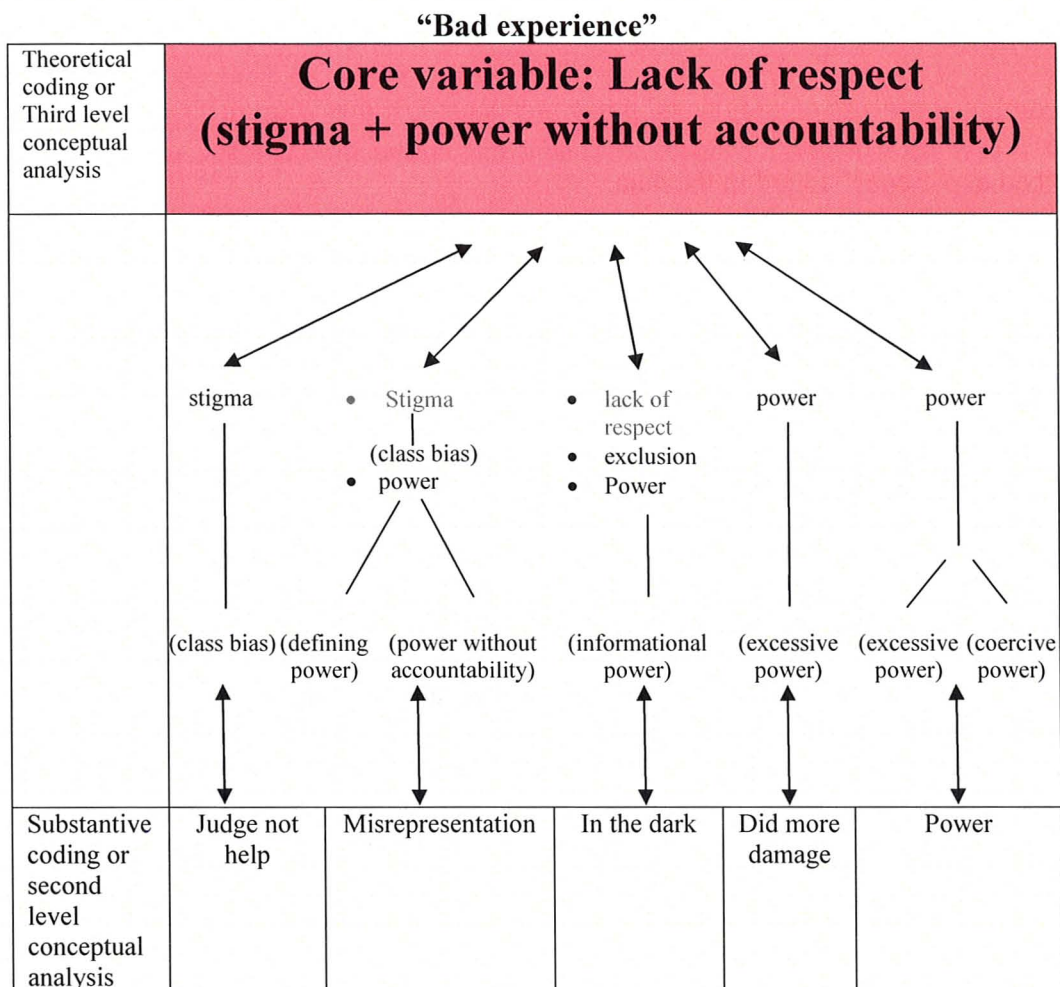 “Bad experience”
Theoretical
coding or
Third level
conceptual
analysis
Core variable: Lack of respect
(stigma + power without accountability)
stigma
• Stigma
(class bias)
• power
• lack of
respect
• exclusion
• Power
power
power
(class bias)
(defining
power)
(power without
accountability)
(informational
power)
(excessive
power)
(excessive
power)
(coercive
power)
Substantive
coding or
second
level
conceptual
analysis
Judge not
help
Misrepresentation
In the dark
Did more
damage
Power